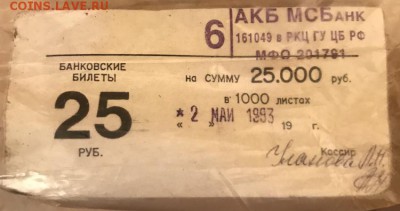 COINS.LAVE.RU
6 АКБ МСБанк
161049 в РКЦ ГУ ЦБ РФ
МФО 201791
БАНКОВСКИЕ
БИЛЕТЫ
25
РУБ.
на СУММУ 25.000 руб.
в 1000 листах
* 2 МАЙ 1993
" " 19 г.
Кассир